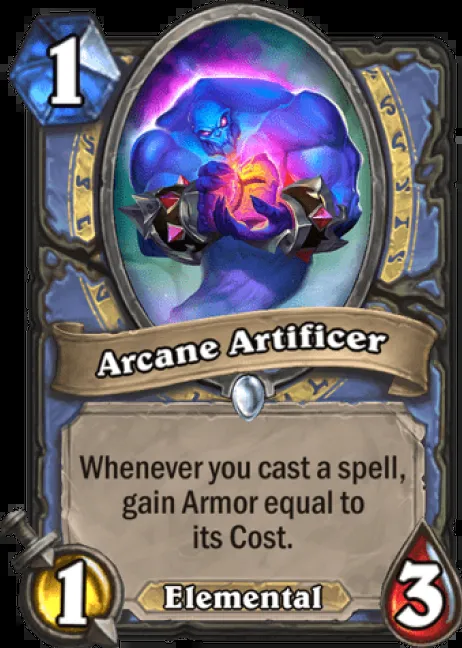 1
Arcane Artificer
Whenever you cast a spell,
gain Armor equal to
its Cost.
1
Elemental
3